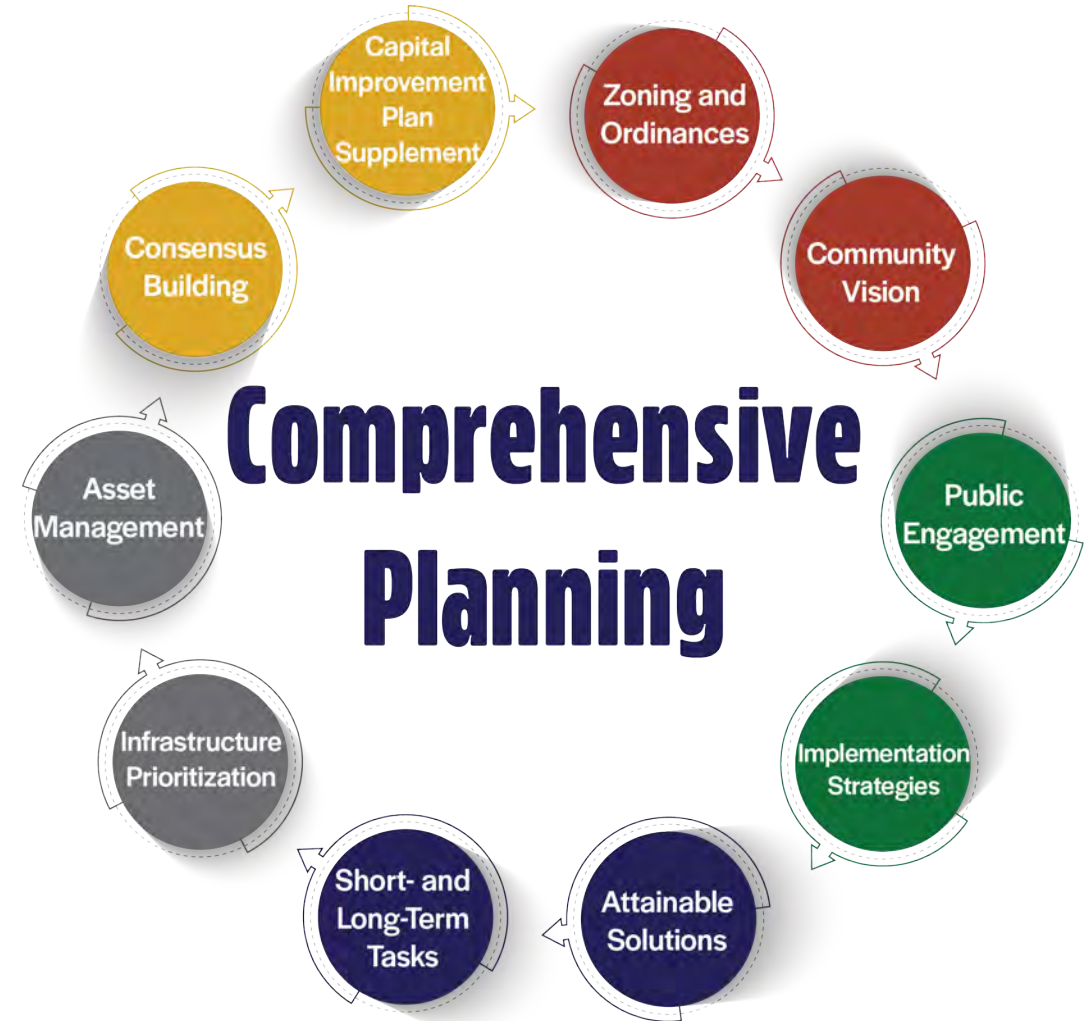 Capital
Improvement
Plan
Supplement
Zoning and
Ordinances
Community
Vision
Public
Engagement
Implementation
Strategies
Attainable
Solutions
Short- and
Long-Term
Tasks
Infrastructure
Prioritization
Asset
Management
Consensus
Building
Comprehensive
Planning